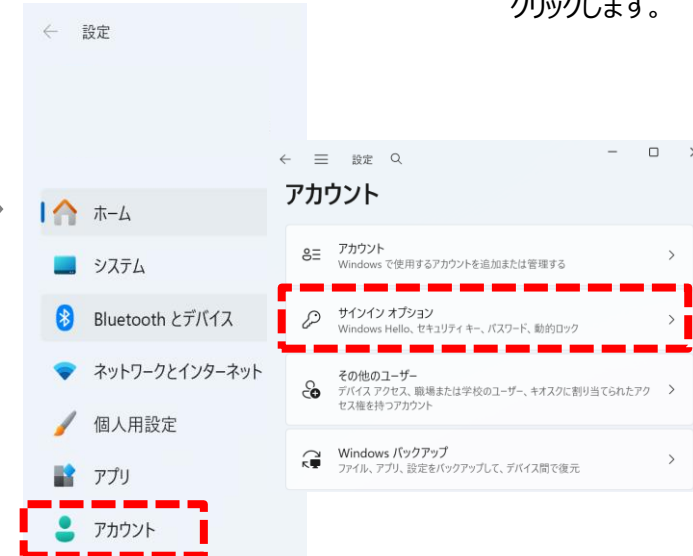 クリックします。
設定
ホーム
システム
Bluetooth とデバイス
ネットワークとインターネット
個人用設定
アプリ
アカウント
設定
アカウント
アカウント
Windows で使用するアカウントを追加または管理する
サインイン オプション
Windows Hello、セキュリティ キー、パスワード、動的ロック
その他のユーザー
デバイス アクセス、職場または学校のユーザー、キオスクに割り当てられたアク
セス権を持つアカウント
Windows バックアップ
ファイル、アプリ、設定をバックアップして、デバイス間で復元